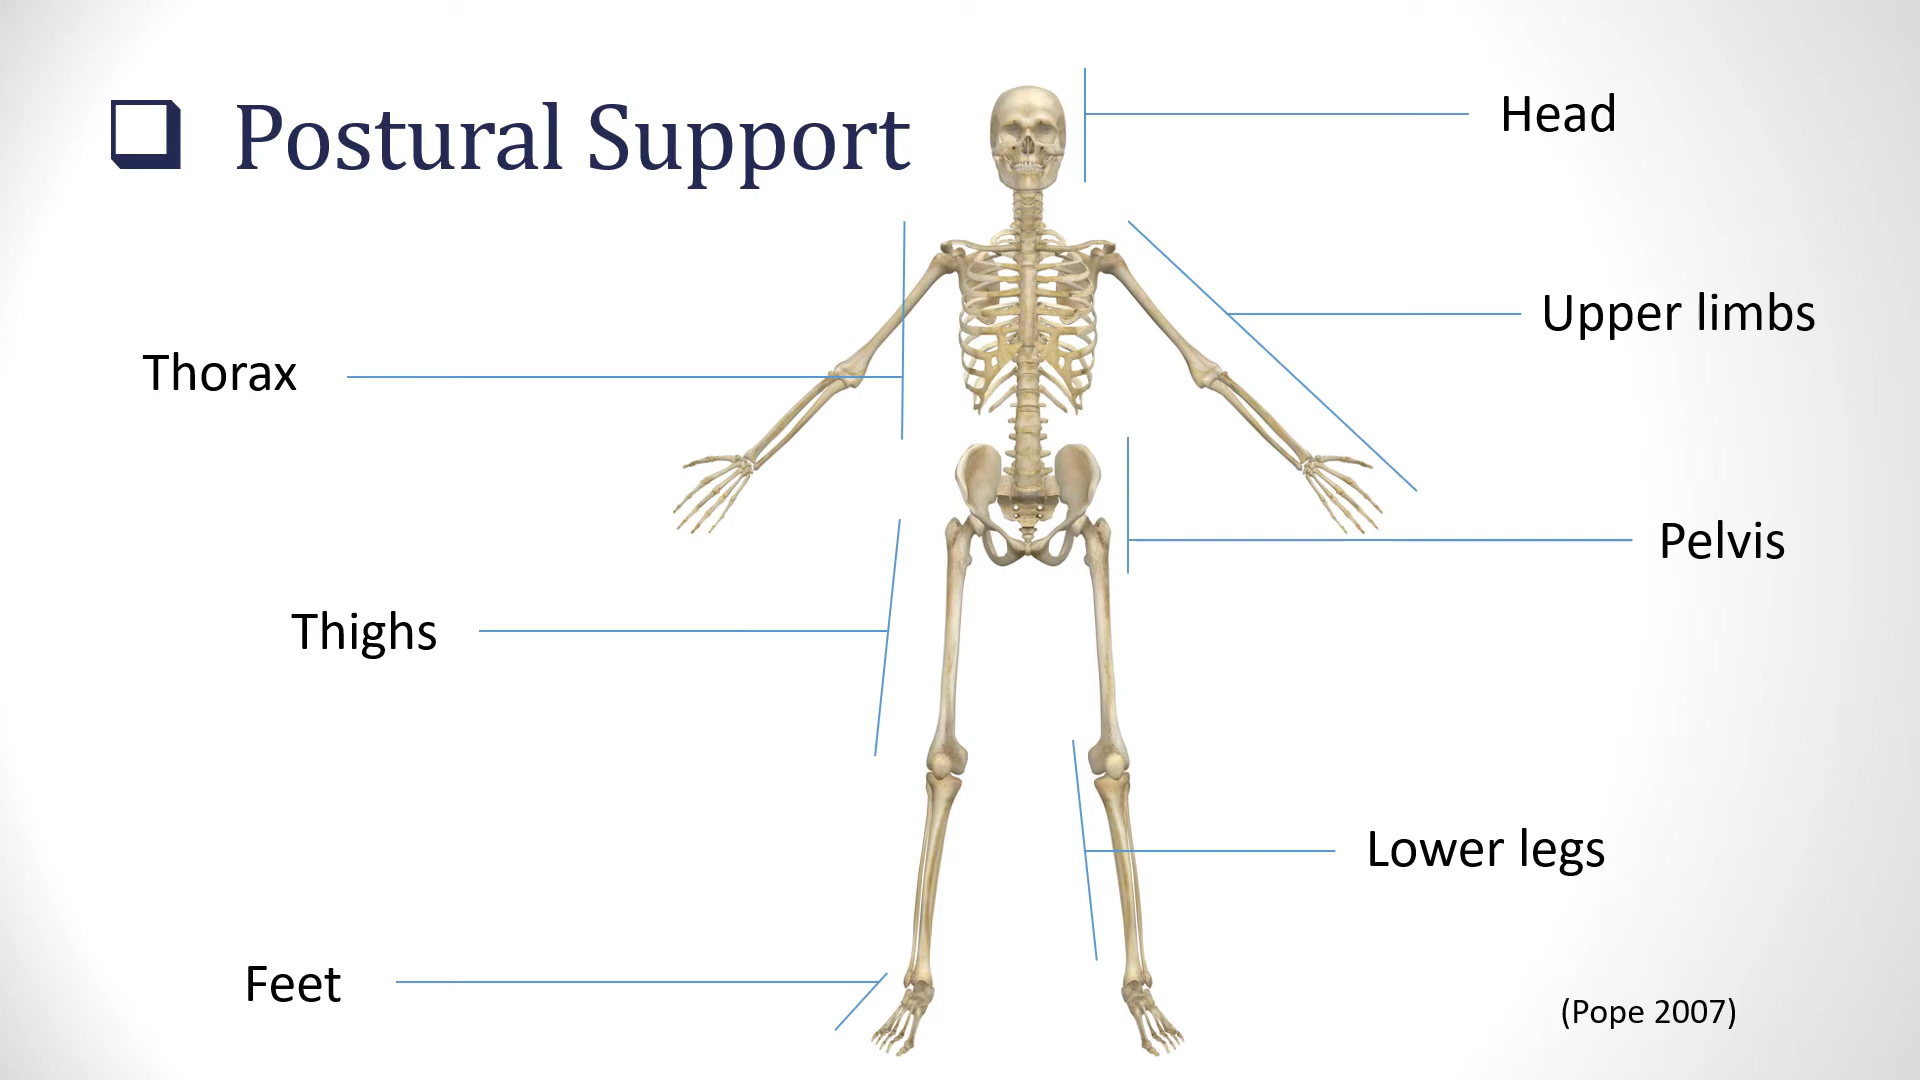 Postural Support
Head
Upper limbs
Thorax
Pelvis
Thighs
Lower legs
Feet
(Pope 2007)